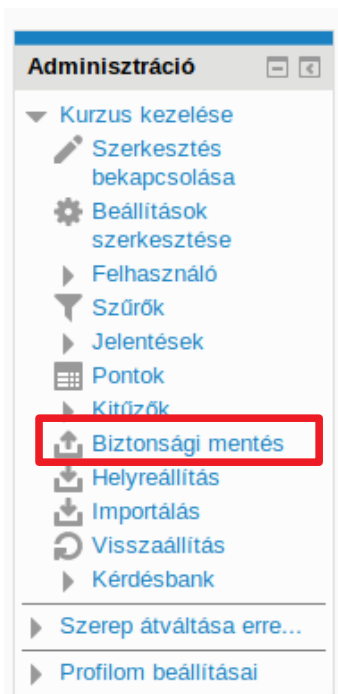 Adminisztráció
Kurzus kezelése
Szerkesztés
bekapcsolása
Beállítások
szerkesztése
Felhasználó
Szűrők
Jelentések
Pontok
Kitűzők
Biztonsági mentés
Helyreállítás
Importálás
Visszaállítás
Kérdésbank
Szerep átváltása erre...
Profilom beállításai